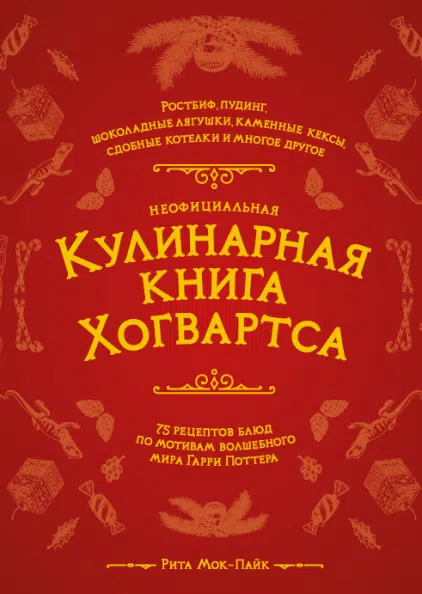 Ростбиф, пудинг,
шоколадные лягушки, каменные кексы,
сдобные котелки и многое другое
неофициальная
Кулинарная
книга
Хогвартса
75 рецептов блюд
по мотивам волшебного
мира Гарри Поттера
Рита Мок-Пайк